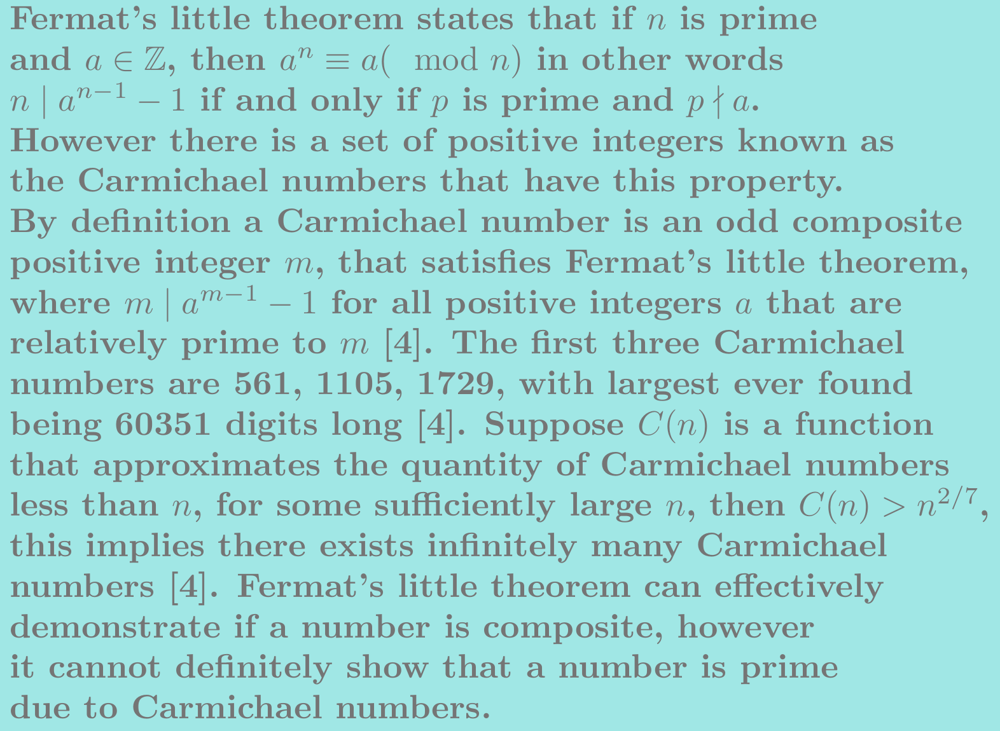 Fermat's little theorem states that if n is prime
and a ∈ ℤ, then aⁿ ≡ a( mod n) in other words
n | aⁿ⁻¹ − 1 if and only if p is prime and p ∤ a.
However there is a set of positive integers known as
the Carmichael numbers that have this property.
By definition a Carmichael number is an odd composite
positive integer m, that satisfies Fermat's little theorem,
where m | aᵐ⁻¹ − 1 for all positive integers a that are
relatively prime to m [4]. The first three Carmichael
numbers are 561, 1105, 1729, with largest ever found
being 60351 digits long [4]. Suppose C(n) is a function
that approximates the quantity of Carmichael numbers
less than n, for some sufficiently large n, then C(n) > n^{2/7},
this implies there exists infinitely many Carmichael
numbers [4]. Fermat's little theorem can effectively
demonstrate if a number is composite, however
it cannot definitely show that a number is prime
due to Carmichael numbers.